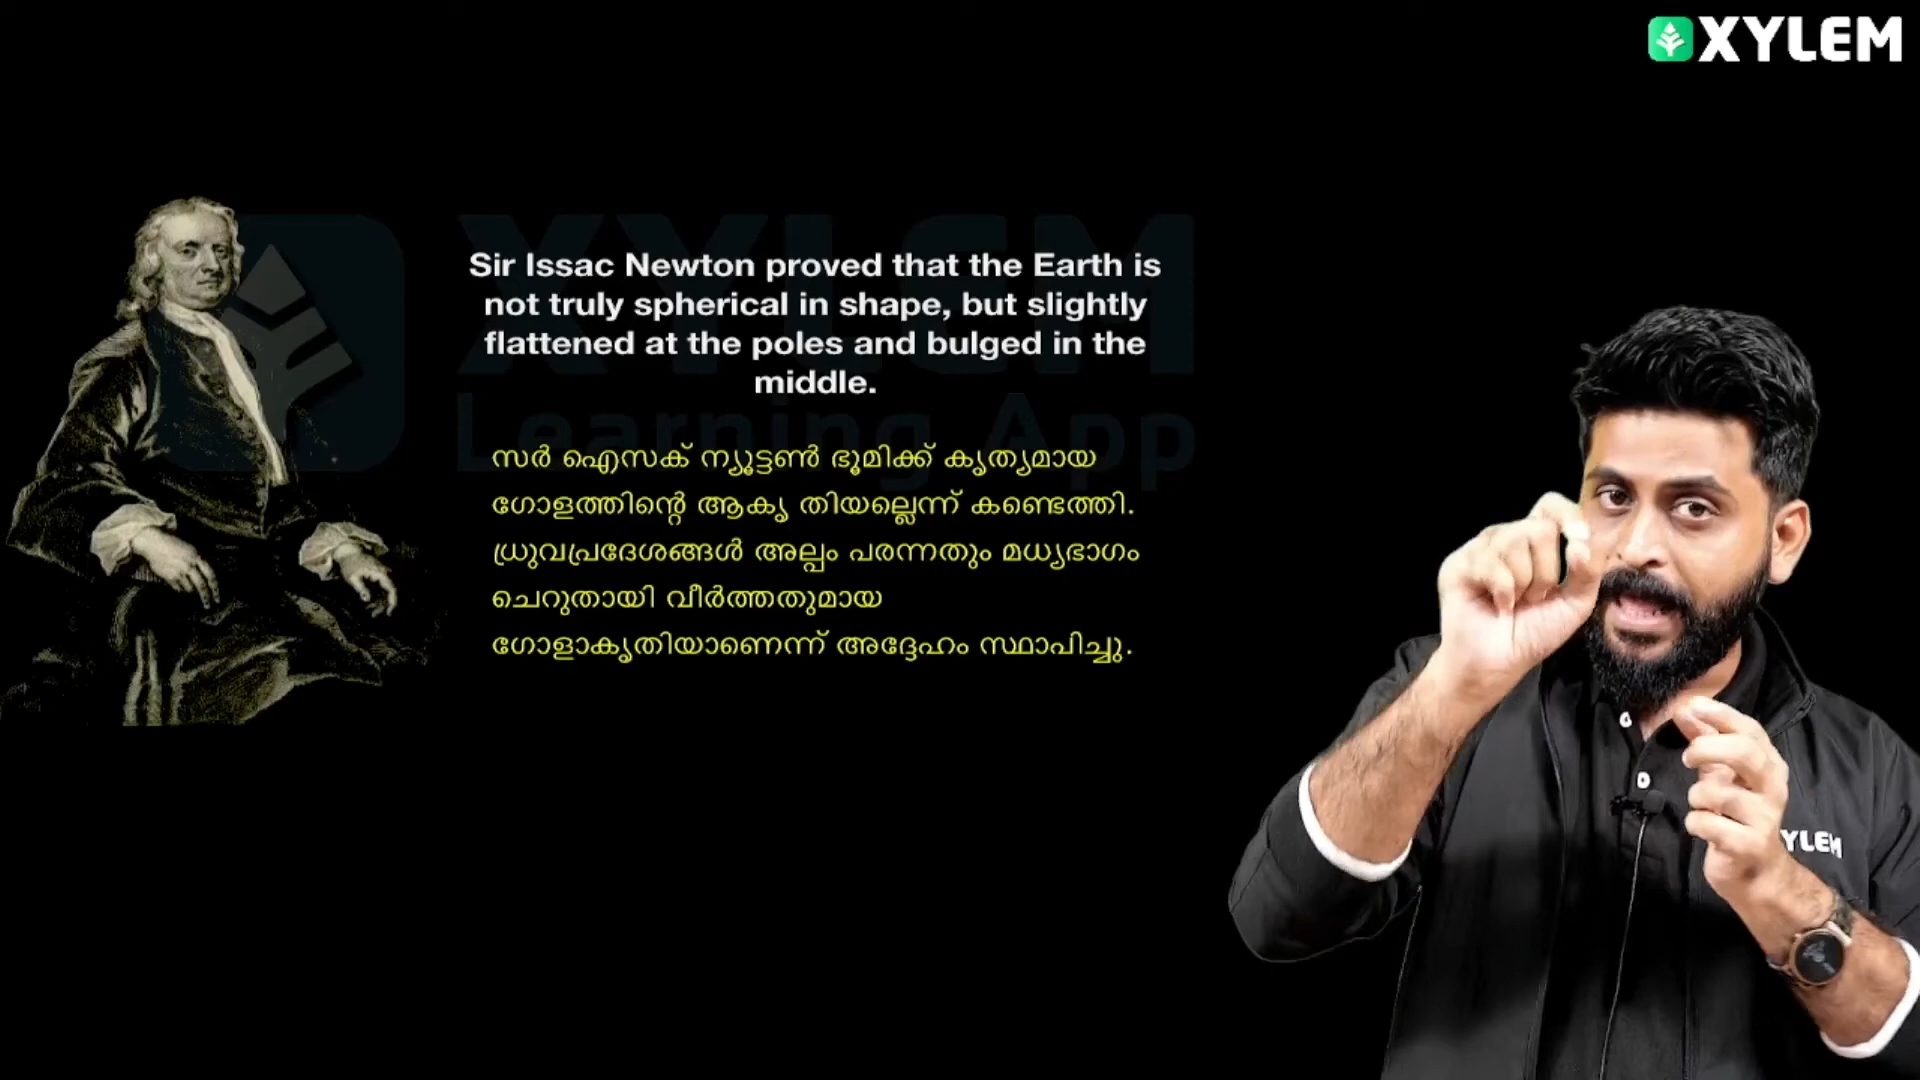 XYLEM
Sir Issac Newton proved that the Earth is
not truly spherical in shape, but slightly
flattened at the poles and bulged in the
middle.
സർ ഐസക് ന്യൂട്ടൺ ഭൂമിക്ക് കൃത്യമായ
ഗോളത്തിന്റെ ആകൃ തിയല്ലെന്ന് കണ്ടെത്തി.
ധ്രുവപ്രദേശങ്ങൾ അല്പം പരന്നതും മധ്യഭാഗം
ചെറുതായി വീർത്തതുമായ
ഗോളാകൃതിയാണെന്ന് അദ്ദേഹം സ്ഥാപിച്ചു.
XYLEM
Learning App
YLEM